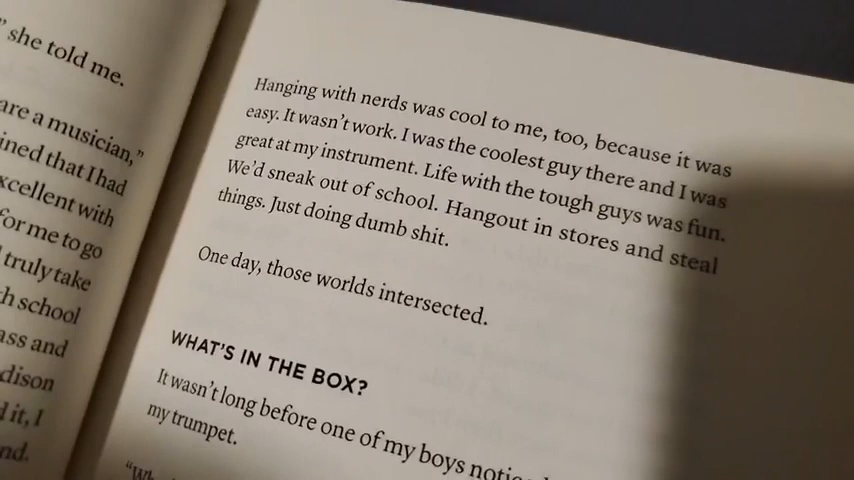 ” she told me.
are a musician,”
ined that I had
xcellent with
for me to go
l truly take
h school
ass and
dison
d it, I
nd.
Hanging with nerds was cool to me, too, because it was
easy. It wasn’t work. I was the coolest guy there and I was
great at my instrument. Life with the tough guys was fun.
We’d sneak out of school. Hangout in stores and steal
things. Just doing dumb shit.
One day, those worlds intersected.
WHAT’S IN THE BOX?
It wasn’t long before one of my boys
my trumpet.